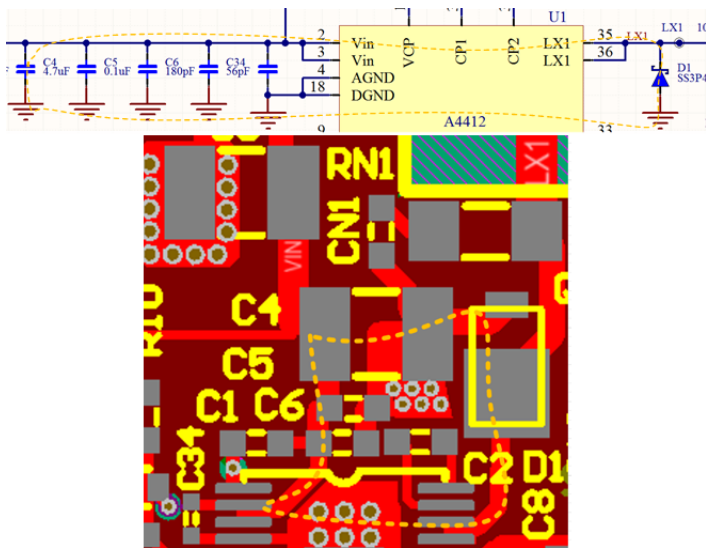 U1
2 Vin VCP CP1 CP2 LX1 35 LX1 LX1 10
3 Vin LX1 36
C4 4.7uF C5 0.1uF C6 180pF C34 56pF
4 AGND
18 DGND
D1
SS3P4
9 A4412 33
RN1 LX1
CN1
VIN
C4
R10
C5
C1 C6
C34
C2 D1
C8